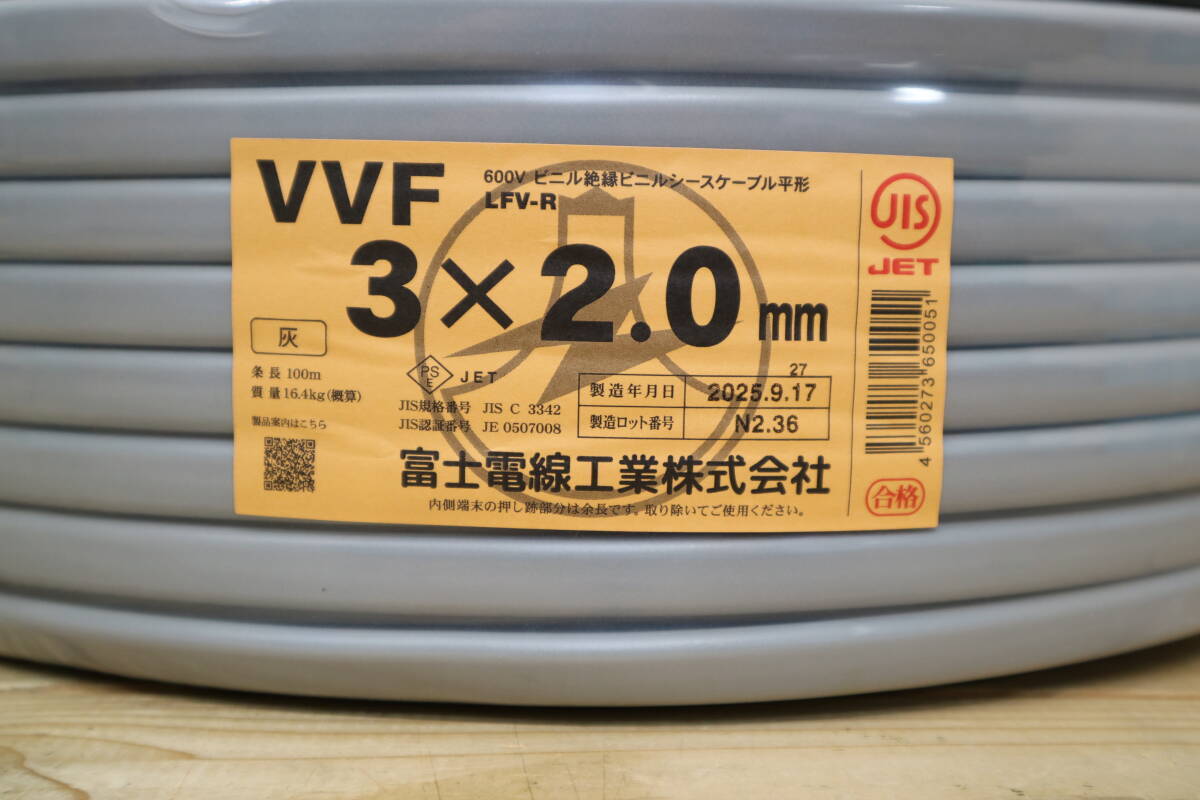 VVF
600V ビニル絶縁ビニルシースケーブル平形
LFV-R
3×2.0mm
灰
条長 100m
質量 16.4kg(概算)
製品案内はこちら
PS
E
JET
JIS規格番号 JIS C 3342
JIS認証番号 JE 0507008
27
製造年月日 2025.9.17
製造ロット番号 N2.36
富士電線工業株式会社
内側端末の押し跡部分は余長です。取り除いてご使用ください。
JIS
JET
4 560273 650051
合格